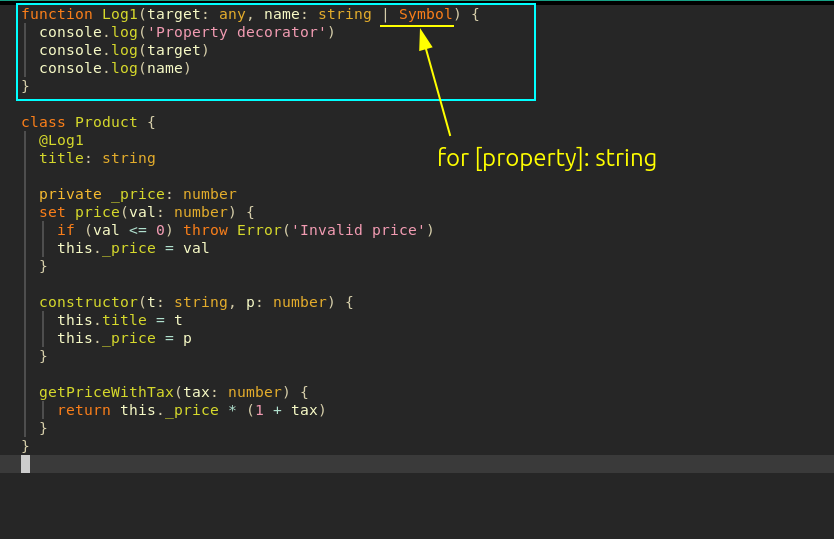 function Log1(target: any, name: string | Symbol) {
  console.log('Property decorator')
  console.log(target)
  console.log(name)
}
for [property]: string
class Product {
  @Log1
  title: string
  private _price: number
  set price(val: number) {
    if (val <= 0) throw Error('Invalid price')
    this._price = val
  }
  constructor(t: string, p: number) {
    this.title = t
    this._price = p
  }
  getPriceWithTax(tax: number) {
    return this._price * (1 + tax)
  }
}